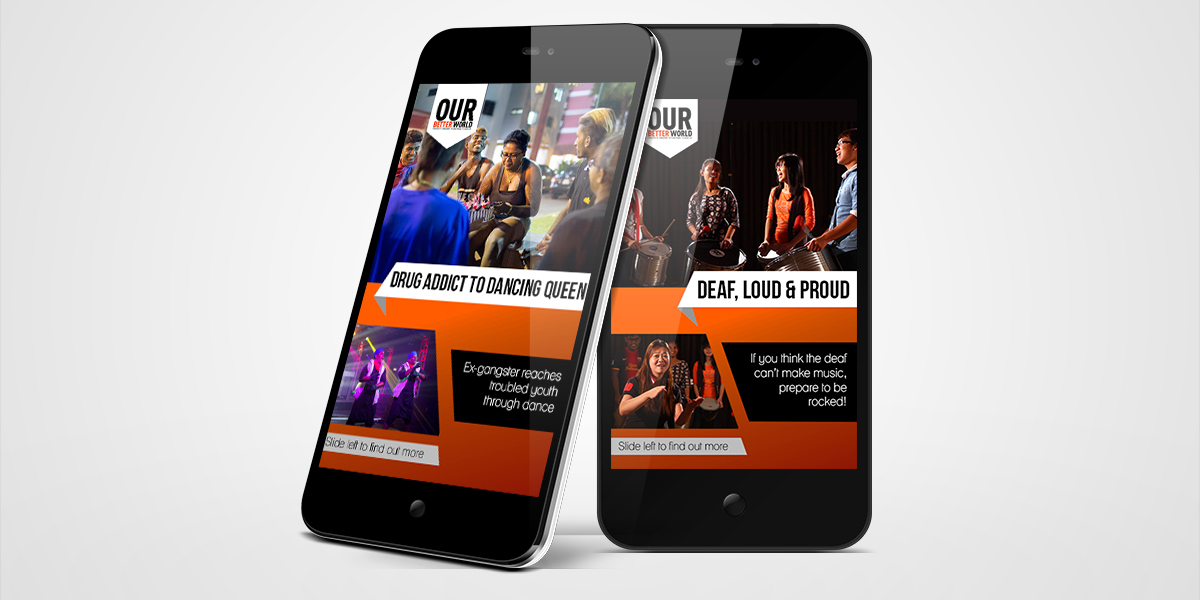 OUR
BETTER WORLD
DRUG ADDICT TO DANCING QUEEN
Ex-gangster reaches
troubled youth
through dance
Slide left to find out more
OUR
BETTER WORLD
DEAF, LOUD & PROUD
If you think the deaf
can't make music,
prepare to be
rocked!
Slide left to find out more